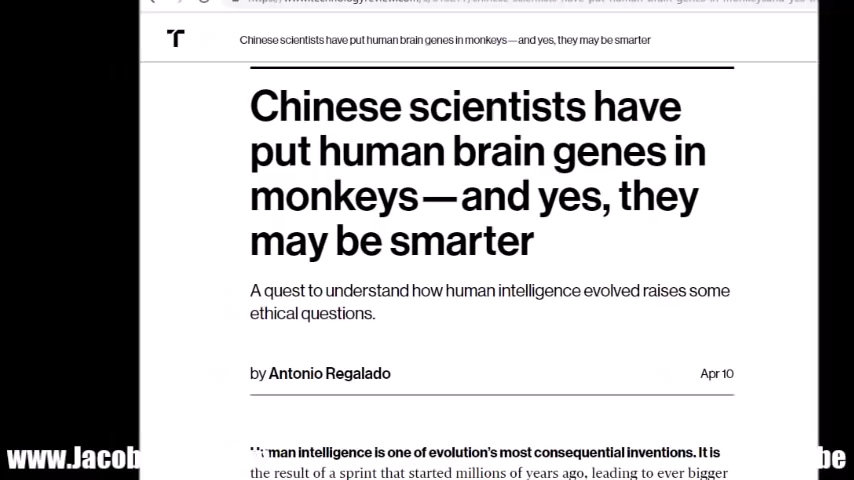 Chinese scientists have put human brain genes in monkeys—and yes, they may be smarter
Chinese scientists have
put human brain genes in
monkeys—and yes, they
may be smarter
A quest to understand how human intelligence evolved raises some
ethical questions.
by Antonio Regalado
Apr 10
Human intelligence is one of evolution's most consequential inventions. It is
the result of a sprint that started millions of years ago, leading to ever bigger
www.Jacob
be